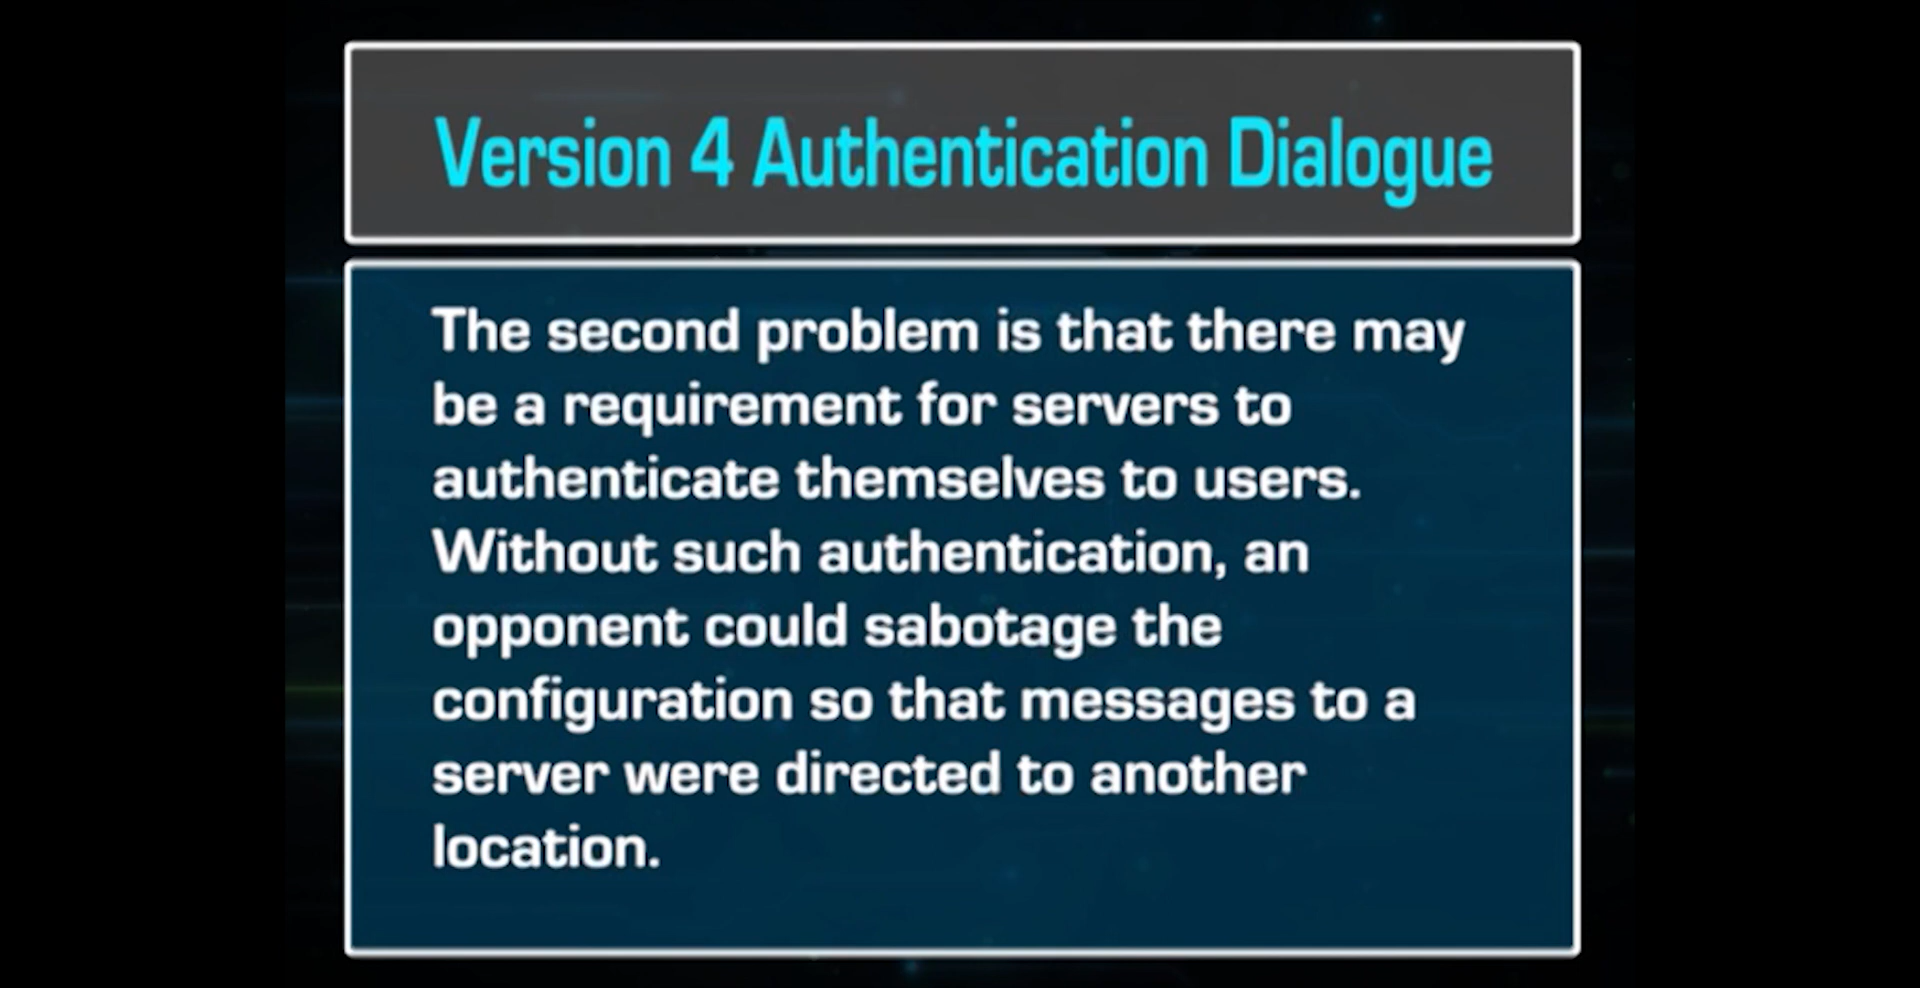 Version 4 Authentication Dialogue
The second problem is that there may
be a requirement for servers to
authenticate themselves to users.
Without such authentication, an
opponent could sabotage the
configuration so that messages to a
server were directed to another
location.